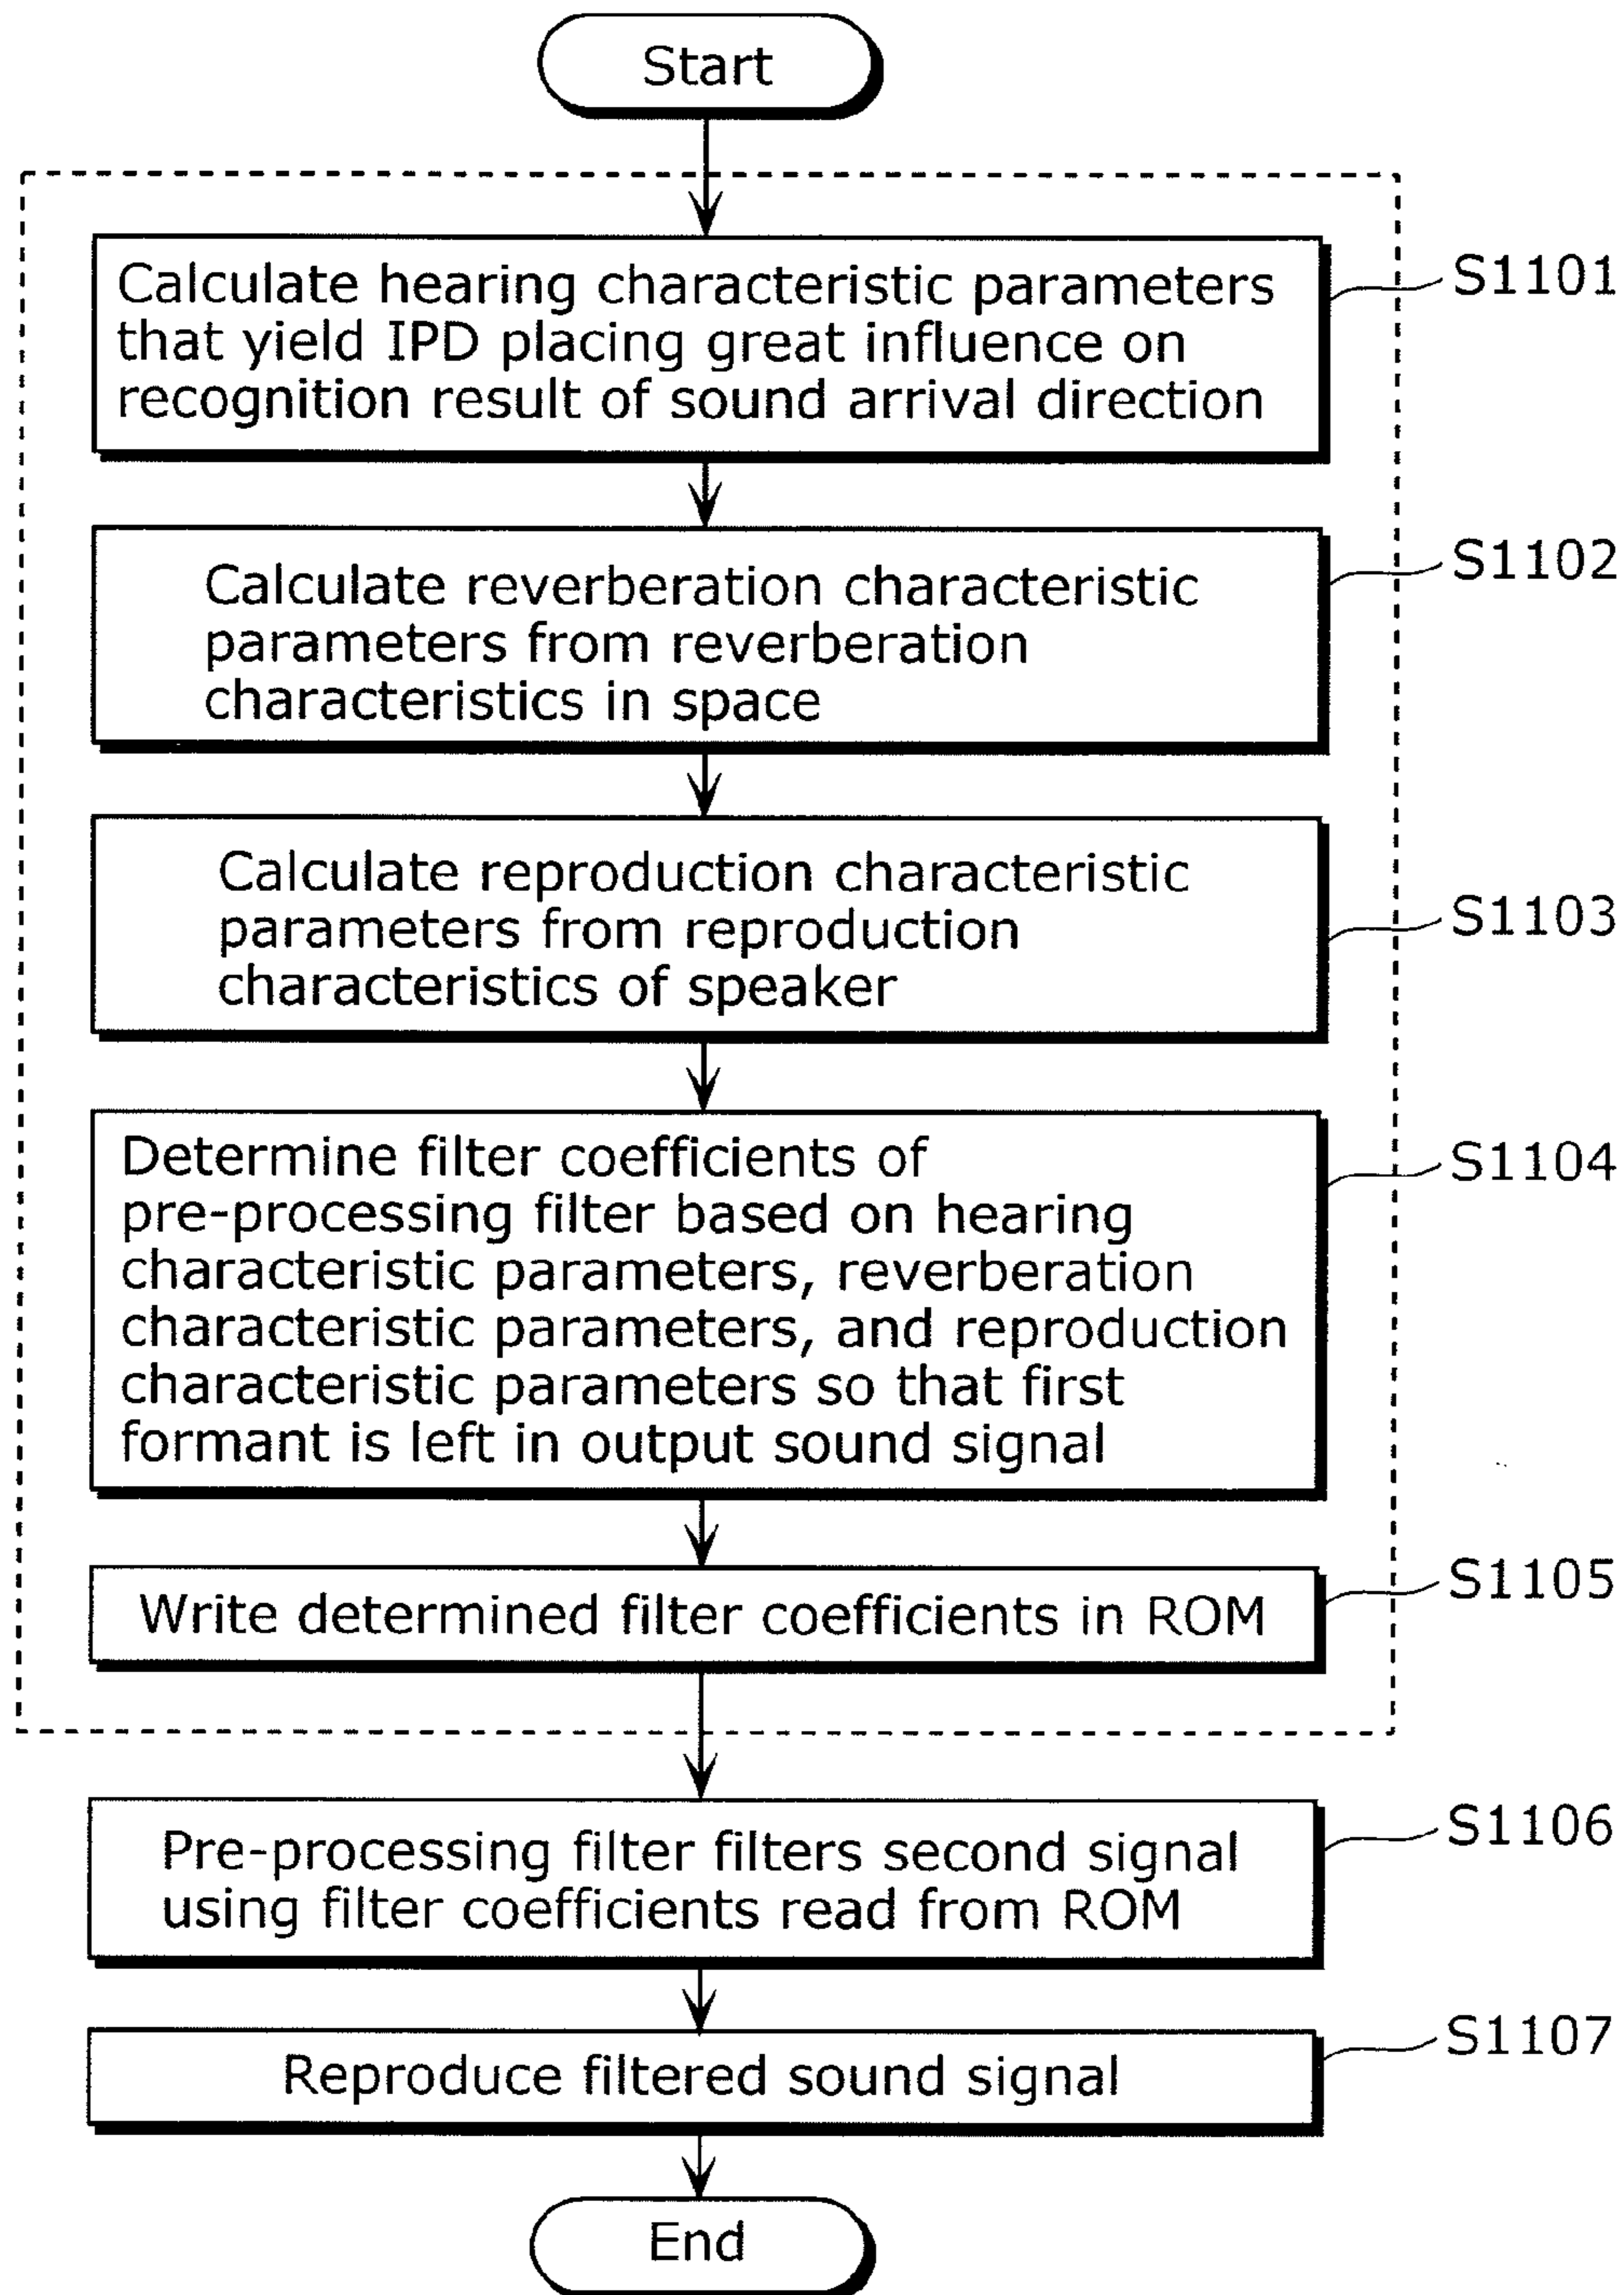 Start
Calculate hearing characteristic parameters
that yield IPD placing great influence on
recognition result of sound arrival direction
S1101
Calculate reverberation characteristic
parameters from reverberation
characteristics in space
S1102
Calculate reproduction characteristic
parameters from reproduction
characteristics of speaker
S1103
Determine filter coefficients of
pre-processing filter based on hearing
characteristic parameters, reverberation
characteristic parameters, and reproduction
characteristic parameters so that first
formant is left in output sound signal
S1104
Write determined filter coefficients in ROM
S1105
Pre-processing filter filters second signal
using filter coefficients read from ROM
S1106
Reproduce filtered sound signal
S1107
End